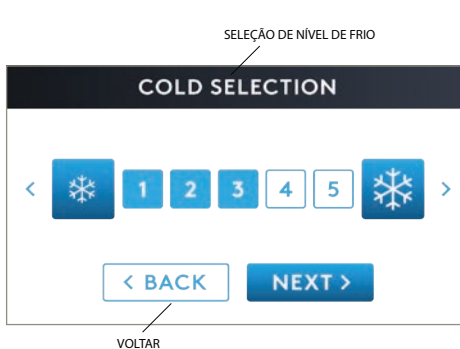 SELEÇÃO DE NÍVEL DE FRIO
COLD SELECTION
< 1 2 3 4 5 >
< BACK NEXT >
VOLTAR